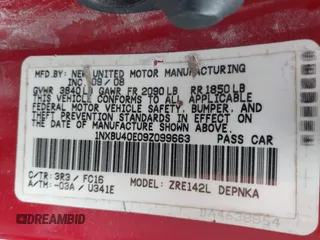 MFD. BY: NEW UNITED MOTOR MANUFACTURING
INC 09/08
GVWR 3840 LB GAWR FR 2090 LB RR 1850 LB
THIS VEHICLE CONFORMS TO ALL APPLICABLE
FEDERAL MOTOR VEHICLE SAFETY, BUMPER, AND
THEFT PREVENTION STANDARDS IN EFFECT ON
THE DATE OF MANUFACTURE SHOWN ABOVE.
1NXBU40E09Z099663 PASS CAR
C/TR: 3R3 / FC16
A/TM: -03A / U341E
MODEL: ZRE142L DEPNKA
DREAMBID